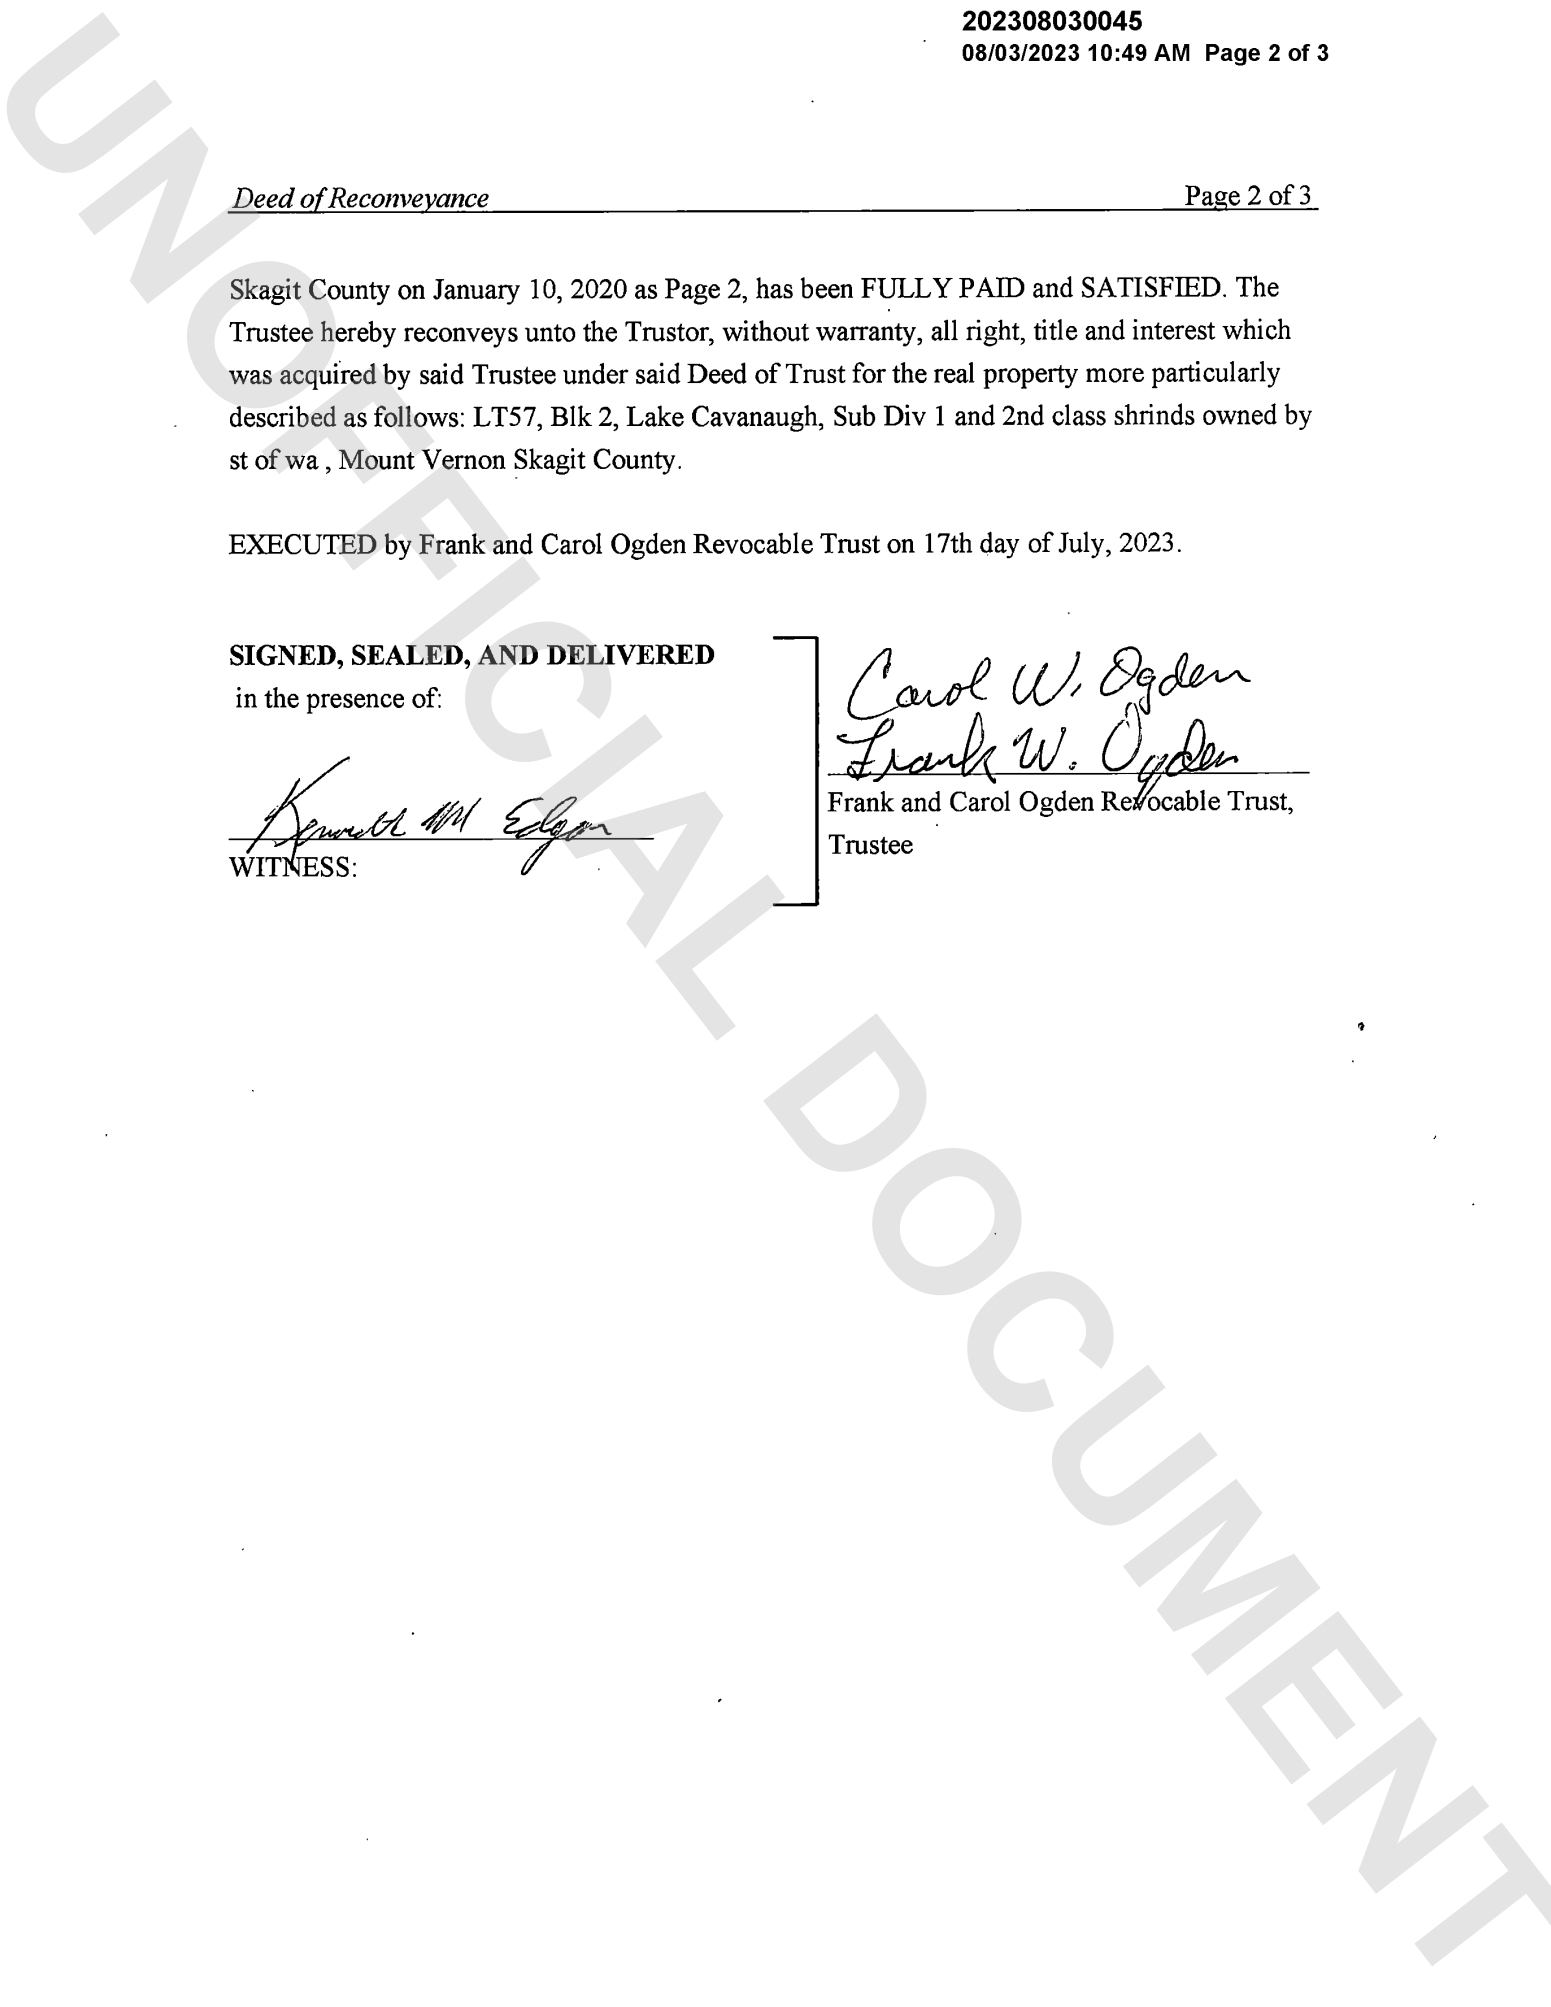 202308030045
08/03/2023 10:49 AM Page 2 of 3
Deed of Reconveyance Page 2 of 3
Skagit County on January 10, 2020 as Page 2, has been FULLY PAID and SATISFIED. The
Trustee hereby reconveys unto the Trustor, without warranty, all right, title and interest which
was acquired by said Trustee under said Deed of Trust for the real property more particularly
described as follows: LT57, Blk 2, Lake Cavanaugh, Sub Div 1 and 2nd class shrinds owned by
st of wa , Mount Vernon Skagit County.
EXECUTED by Frank and Carol Ogden Revocable Trust on 17th day of July, 2023.
SIGNED, SEALED, AND DELIVERED
in the presence of:
Carol W. Ogden
Frank W. Ogden
Frank and Carol Ogden Revocable Trust,
Trustee
Kenneth M Edgar
WITNESS:
UNOFFICIAL DOCUMENT